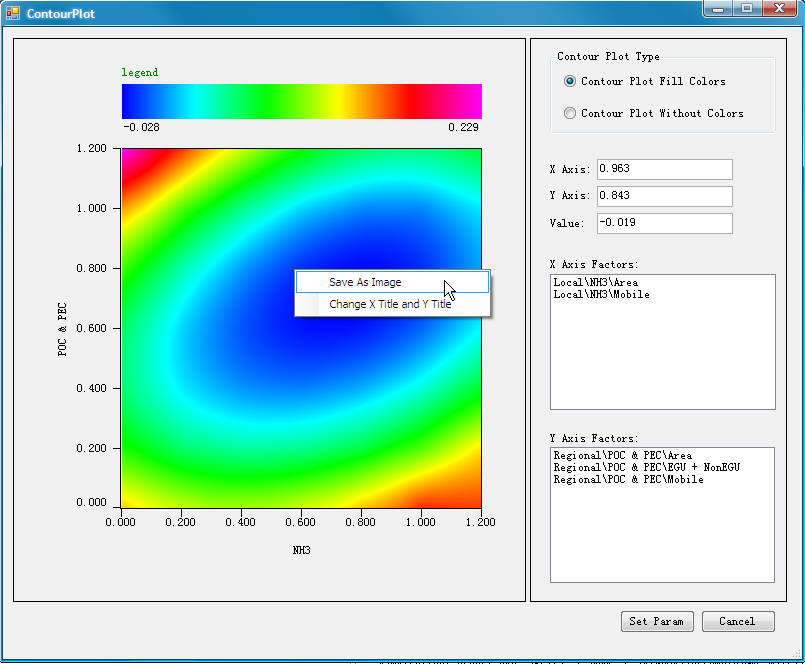 ContourPlot
legend
-0.028
0.229
1.200
1.000
0.800
0.600
0.400
0.200
0.000
POC & PEC
0.000 0.200 0.400 0.600 0.800 1.000 1.200
NH3
Save As Image
Change X Title and Y Title
Contour Plot Type
Contour Plot Fill Colors
Contour Plot Without Colors
X Axis: 0.963
Y Axis: 0.843
Value: -0.019
X Axis Factors:
Local\NH3\Area
Local\NH3\Mobile
Y Axis Factors:
Regional\POC & PEC\Area
Regional\POC & PEC\EGU + NonEGU
Regional\POC & PEC\Mobile
Set Param
Cancel